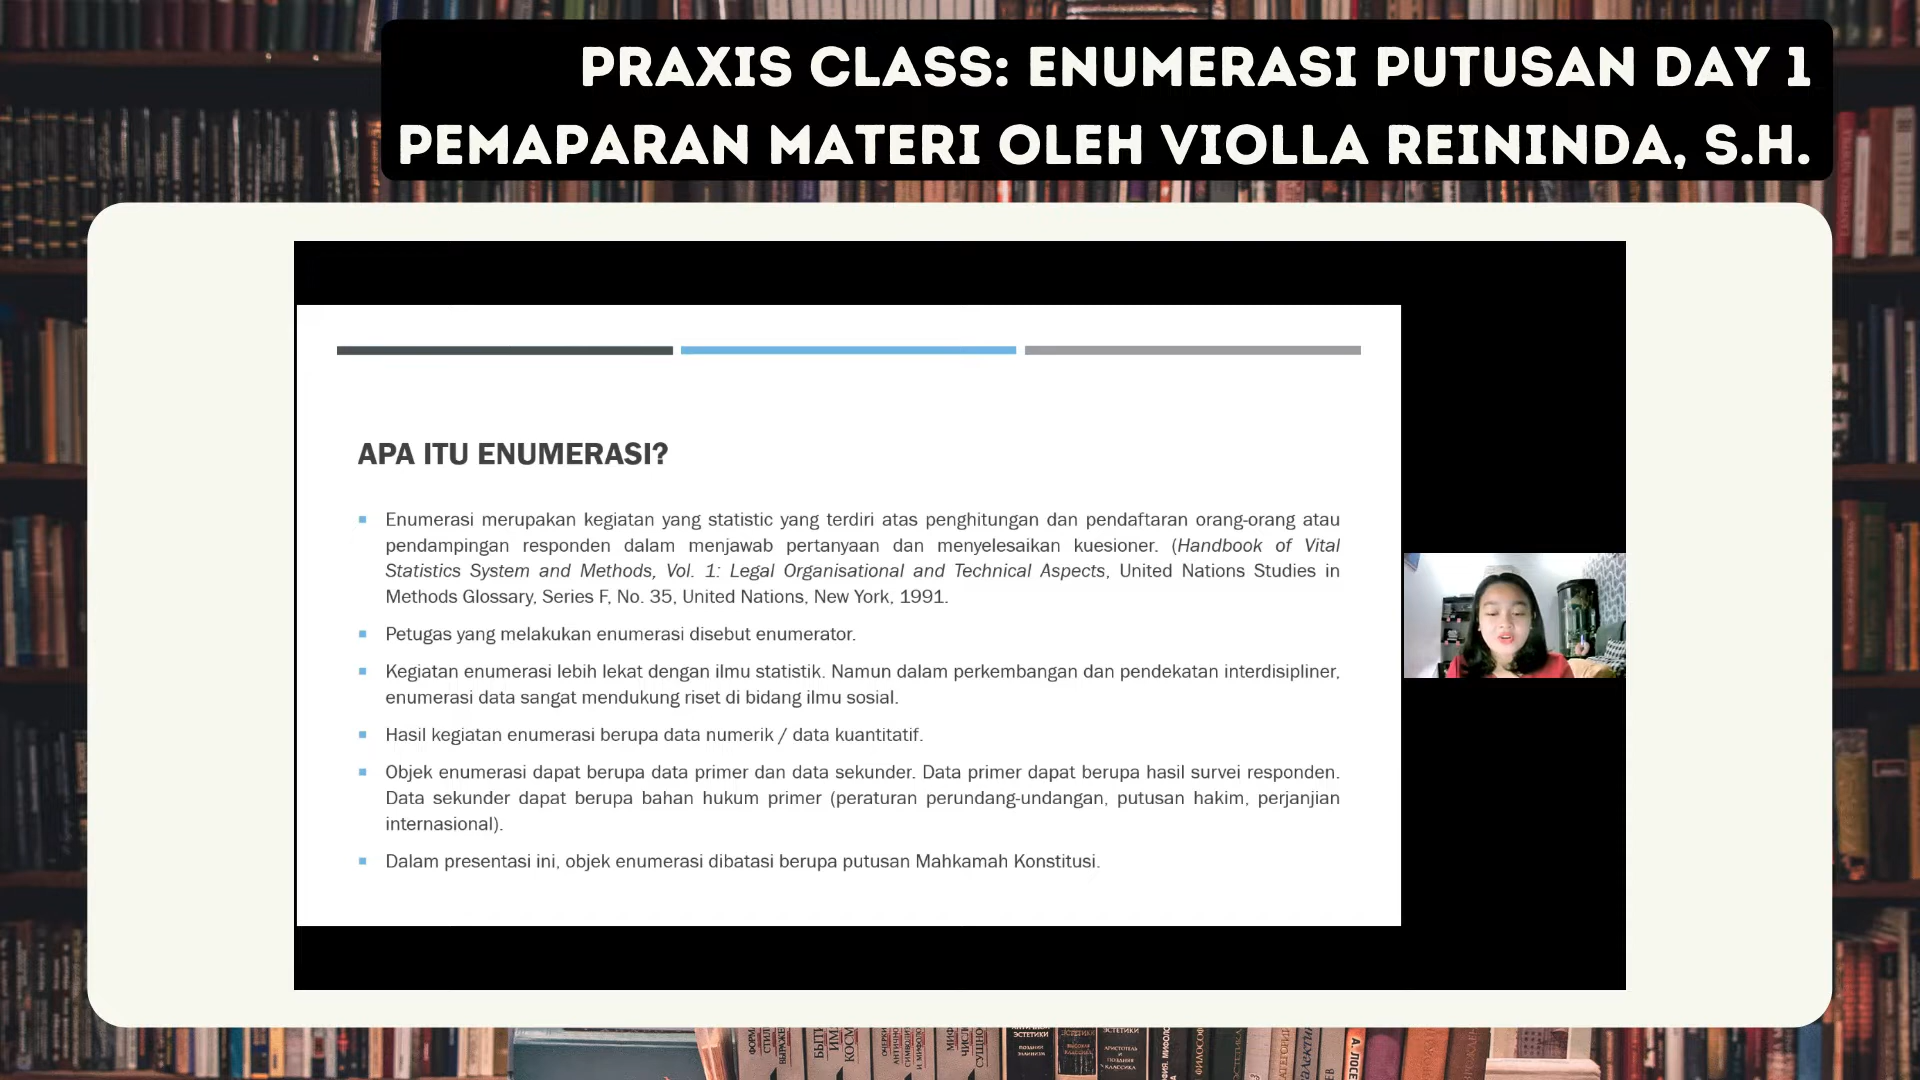 PRAXIS CLASS: ENUMERASI PUTUSAN DAY 1
PEMAPARAN MATERI OLEH VIOLLA REININDA, S.H.
APA ITU ENUMERASI?
Enumerasi merupakan kegiatan yang statistic yang terdiri atas penghitungan dan pendaftaran orang-orang atau
pendampingan responden dalam menjawab pertanyaan dan menyelesaikan kuesioner. (Handbook of Vital
Statistics System and Methods, Vol. 1: Legal Organisational and Technical Aspects, United Nations Studies in
Methods Glossary, Series F, No. 35, United Nations, New York, 1991.
Petugas yang melakukan enumerasi disebut enumerator.
Kegiatan enumerasi lebih lekat dengan ilmu statistik. Namun dalam perkembangan dan pendekatan interdisipliner,
enumerasi data sangat mendukung riset di bidang ilmu sosial.
Hasil kegiatan enumerasi berupa data numerik / data kuantitatif.
Objek enumerasi dapat berupa data primer dan data sekunder. Data primer dapat berupa hasil survei responden.
Data sekunder dapat berupa bahan hukum primer (peraturan perundang-undangan, putusan hakim, perjanjian
internasional).
Dalam presentasi ini, objek enumerasi dibatasi berupa putusan Mahkamah Konstitusi.